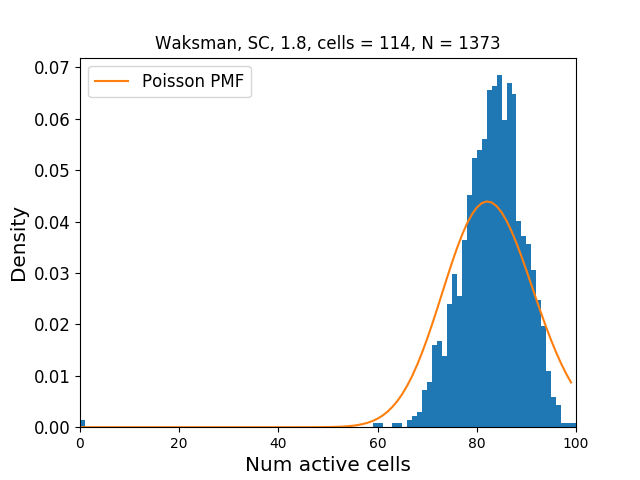 Waksman, SC, 1.8, cells = 114, N = 1373
Poisson PMF
Density
0.07
0.06
0.05
0.04
0.03
0.02
0.01
0.00
0 20 40 60 80 100
Num active cells